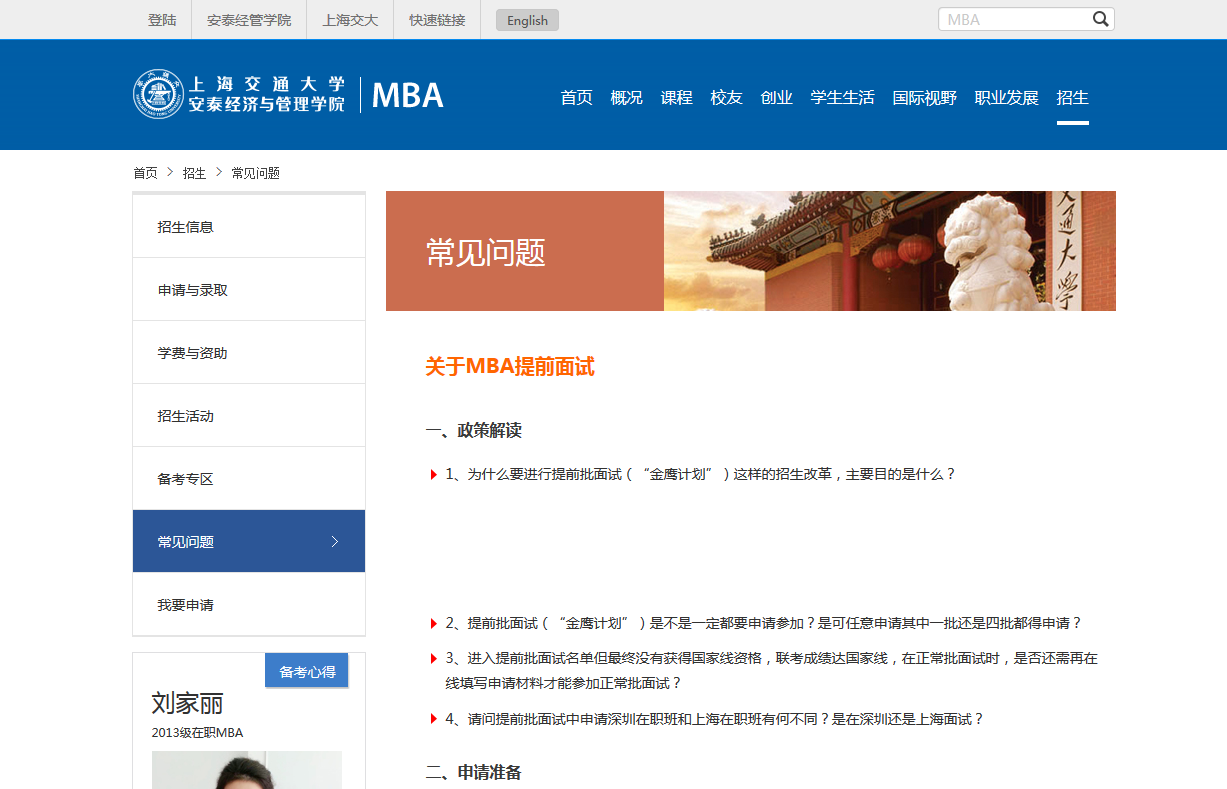 登陆 安泰经管学院 上海交大 快速链接 English MBA
上海交通大学
安泰经济与管理学院 MBA
首页 概况 课程 校友 创业 学生生活 国际视野 职业发展 招生
首页 > 招生 > 常见问题
招生信息
申请与录取
学费与资助
招生活动
备考专区
常见问题
我要申请
备考心得
刘家丽
2013级在职MBA
常见问题
交通大学
关于MBA提前面试
一、政策解读
1、为什么要进行提前批面试（“金鹰计划”）这样的招生改革，主要目的是什么？
2、提前批面试（“金鹰计划”）是不是一定都要申请参加？是可任意申请其中一批还是四批都得申请？
3、进入提前批面试名单但最终没有获得国家线资格，联考成绩达国家线，在正常批面试时，是否还需再在
线填写申请材料才能参加正常批面试？
4、请问提前批面试中申请深圳在职班和上海在职班有何不同？是在深圳还是上海面试？
二、申请准备